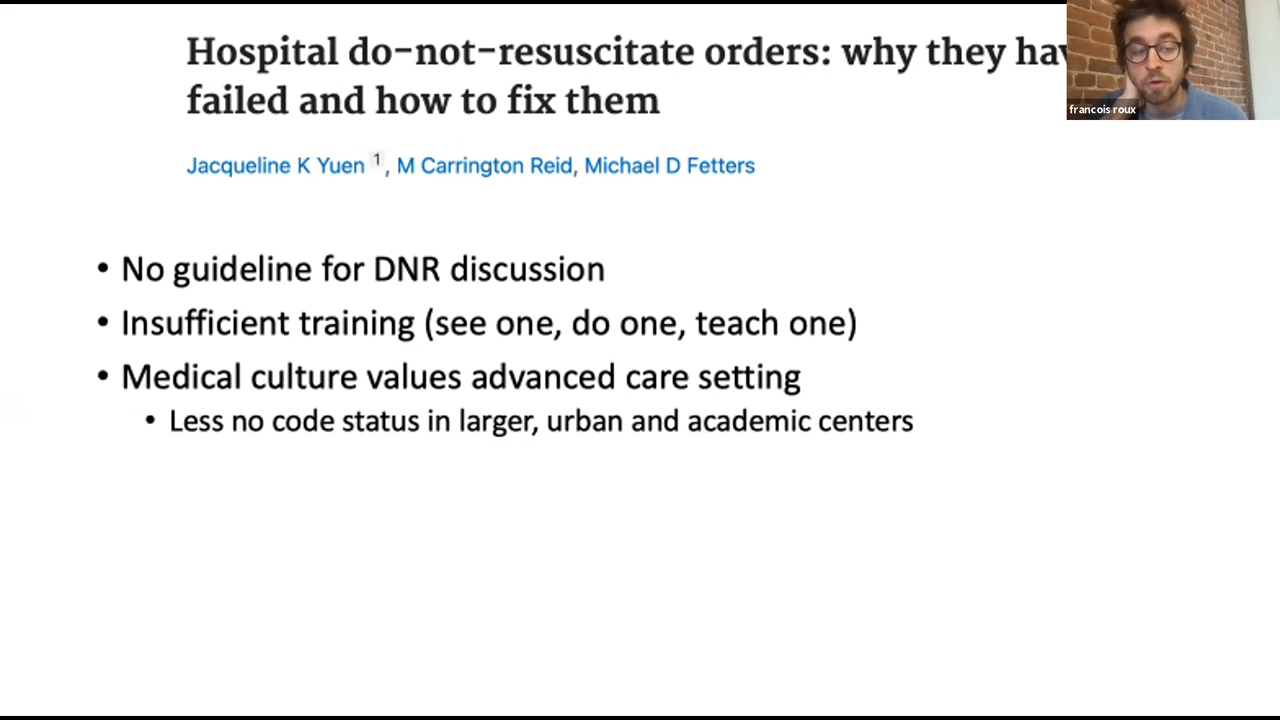 Hospital do-not-resuscitate orders: why they
failed and how to fix them
Jacqueline K Yuen 1, M Carrington Reid, Michael D Fetters
francois roux
• No guideline for DNR discussion
• Insufficient training (see one, do one, teach one)
• Medical culture values advanced care setting
• Less no code status in larger, urban and academic centers